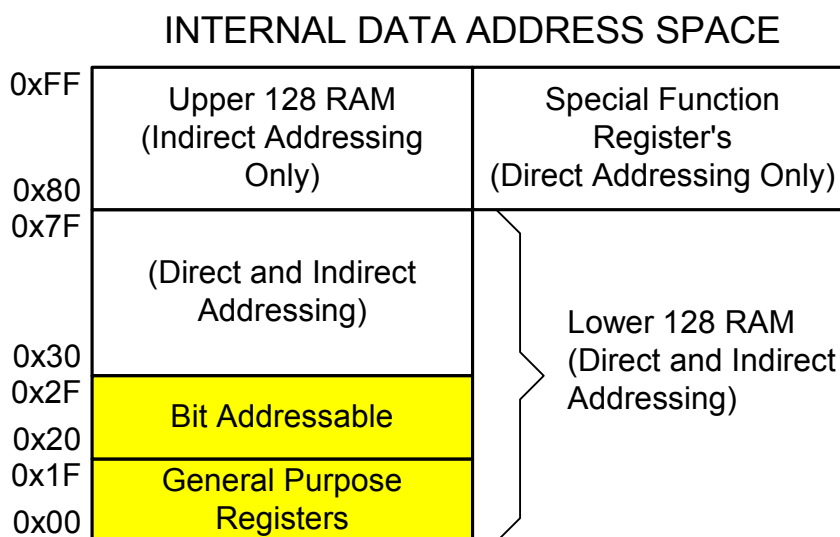 INTERNAL DATA ADDRESS SPACE
0xFF
Upper 128 RAM
(Indirect Addressing
Only)
0x80
Special Function
Register's
(Direct Addressing Only)
0x7F
(Direct and Indirect
Addressing)
0x30
Lower 128 RAM
(Direct and Indirect
Addressing)
0x2F
Bit Addressable
0x20
0x1F
General Purpose
Registers
0x00